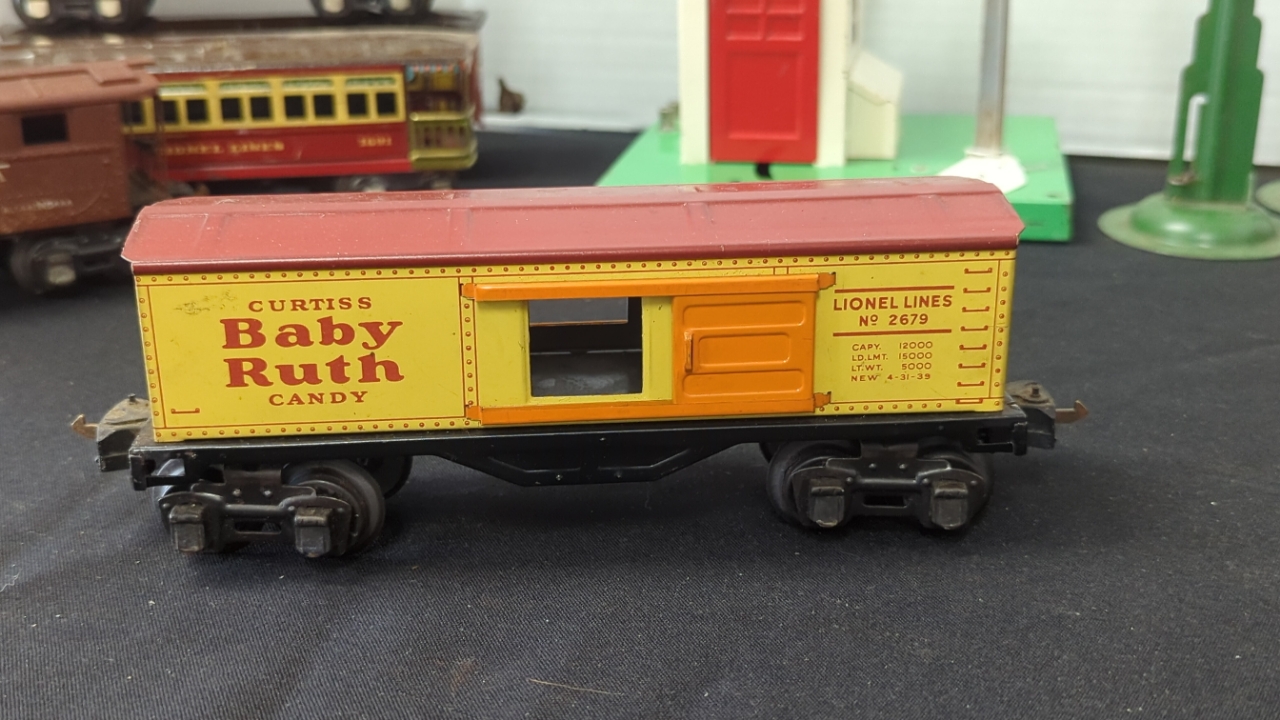 CURTISS
Baby
Ruth
CANDY
LIONEL LINES
Nº 2679
CAPY. 12000
LD.LMT. 15000
LT.WT. 5000
NEW 4-31-39
LIONEL LINES